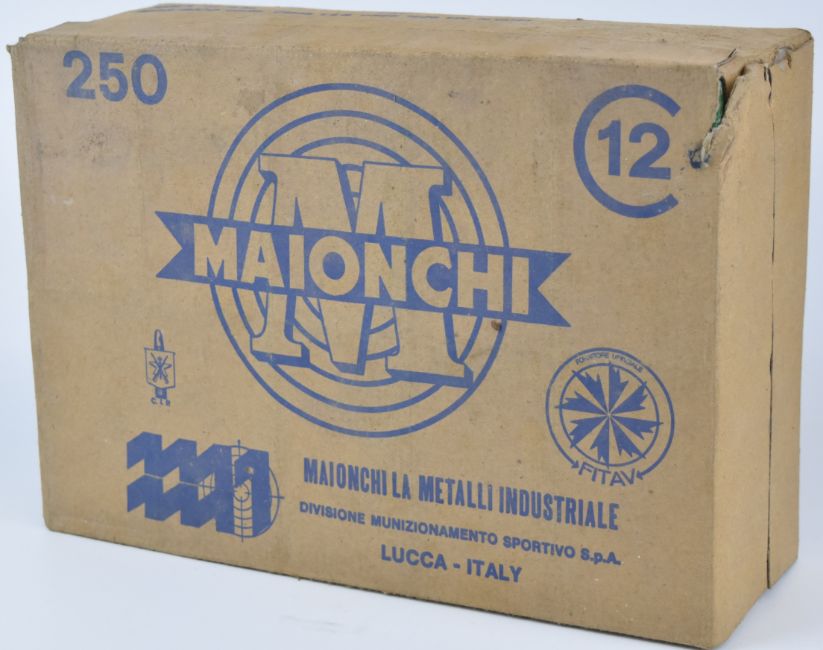 250
12
M
MAIONCHI
C.I.P.
FORNITORE UFFICIALE
FITAV
MAIONCHI LA METALLI INDUSTRIALE
DIVISIONE MUNIZIONAMENTO SPORTIVO S.p.A.
LUCCA - ITALY